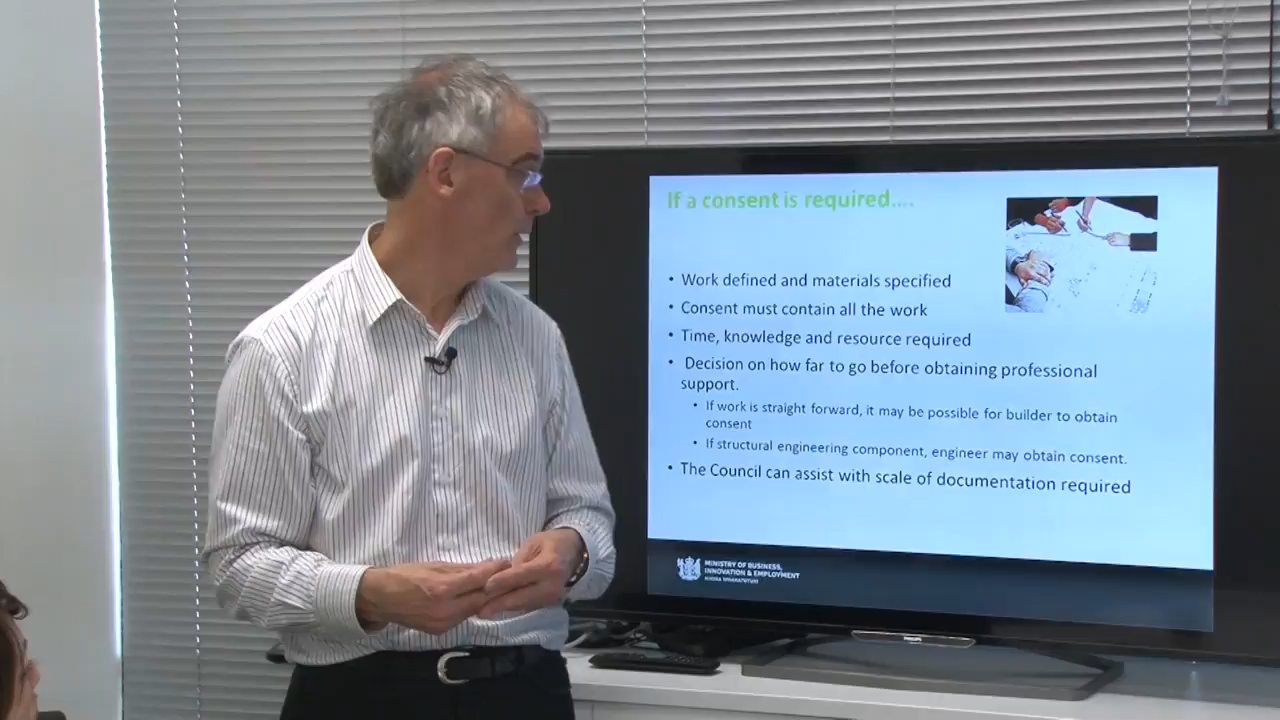 If a consent is required....
• Work defined and materials specified
• Consent must contain all the work
• Time, knowledge and resource required
• Decision on how far to go before obtaining professional
support.
• If work is straight forward, it may be possible for builder to obtain
consent
• If structural engineering component, engineer may obtain consent.
• The Council can assist with scale of documentation required
MINISTRY OF BUSINESS,
INNOVATION & EMPLOYMENT
HĪKINA WHAKATUTUKI
PHILIPS